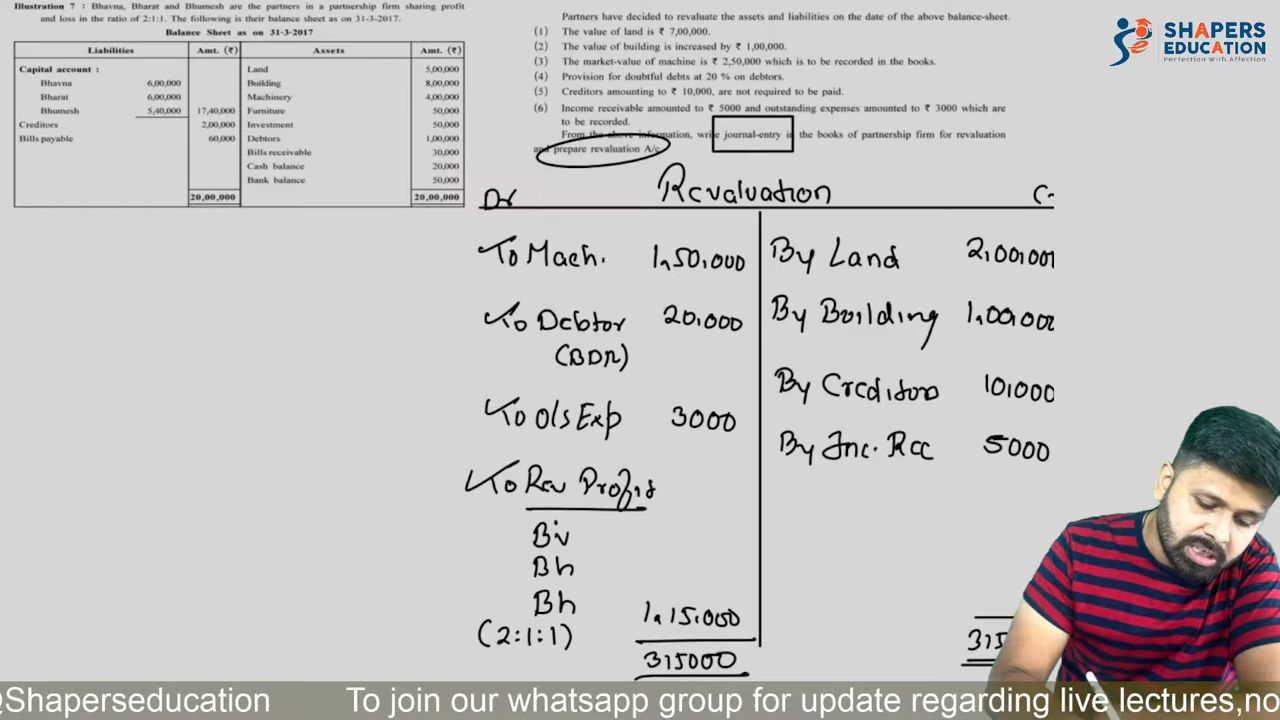 Illustration 7 : Bhavna, Bharat and Bhumesh are the partners in a partnership firm sharing profit
and loss in the ratio of 2:1:1. The following is their balance sheet as on 31-3-2017.
Balance Sheet as on 31-3-2017
Liabilities Amt. (₹) Assets Amt. (₹)
Capital account : Land 5,00,000
Bhavna 6,00,000 Building 8,00,000
Bharat 6,00,000 Machinery 4,00,000
Bhumesh 5,40,000 17,40,000 Furniture 50,000
Creditors 2,00,000 Investment 50,000
Bills payable 60,000 Debtors 1,00,000
Bills receivable 30,000
Cash balance 20,000
Bank balance 50,000
20,00,000 20,00,000
Partners have decided to revaluate the assets and liabilities on the date of the above balance-sheet.
(1) The value of land is ₹ 7,00,000.
(2) The value of building is increased by ₹ 1,00,000.
(3) The market-value of machine is ₹ 2,50,000 which is to be recorded in the books.
(4) Provision for doubtful debts at 20 % on debtors.
(5) Creditors amounting to ₹ 10,000, are not required to be paid.
(6) Income receivable amounted to ₹ 5000 and outstanding expenses amounted to ₹ 3000 which are
to be recorded.
From the above information, write journal-entry in the books of partnership firm for revaluation
and prepare revaluation A/c.
SHAPERS
EDUCATION
Perfection With Affection
Dr Revaluation
To Mach. 1,50,000 By Land 2,00,000
To Debtor 20,000 By Building 1,00,000
(BDR)
By Creditors 10,000
To O/s Exp 3000 By Inc. Rec 5000
To Rev Profit
Bv
Bh
Bh 1,15,000
(2:1:1)
315000 315
@Shaperseducation To join our whatsapp group for update regarding live lectures,no